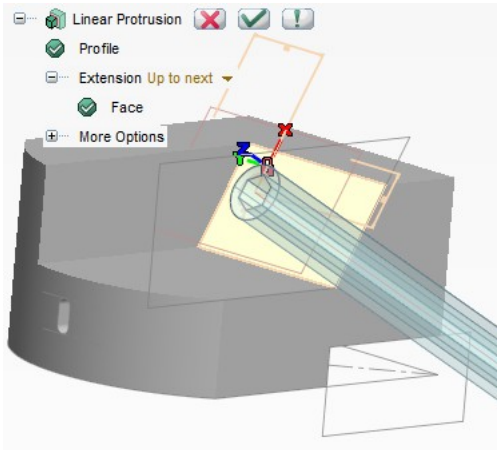 Linear Protrusion
Profile
Extension Up to next
Face
More Options
Z
X
Y